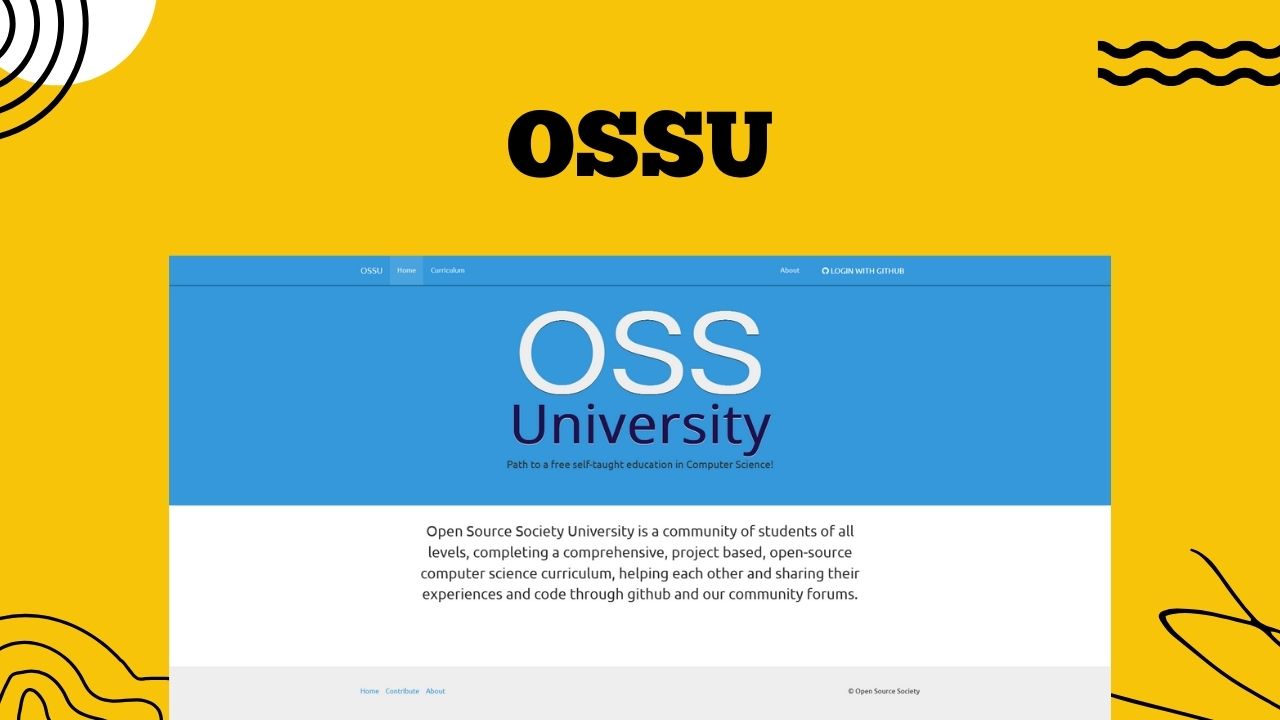 OSSU
OSSU Home Curriculum About LOGIN WITH GITHUB
OSS
University
Path to a free self-taught education in Computer Science!
Open Source Society University is a community of students of all
levels, completing a comprehensive, project based, open-source
computer science curriculum, helping each other and sharing their
experiences and code through github and our community forums.
Home Contribute About © Open Source Society